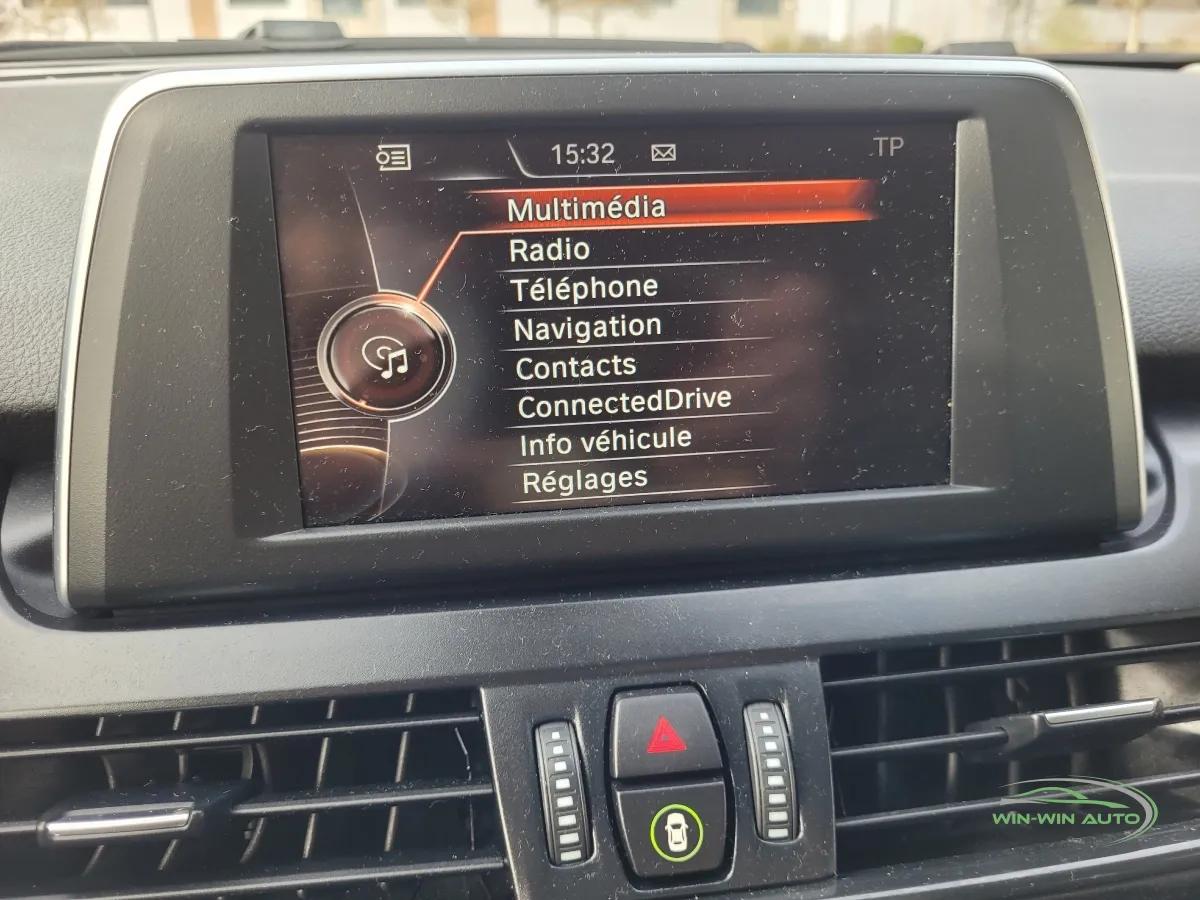 15:32
TP
Multimédia
Radio
Téléphone
Navigation
Contacts
ConnectedDrive
Info véhicule
Réglages
WIN-WIN AUTO